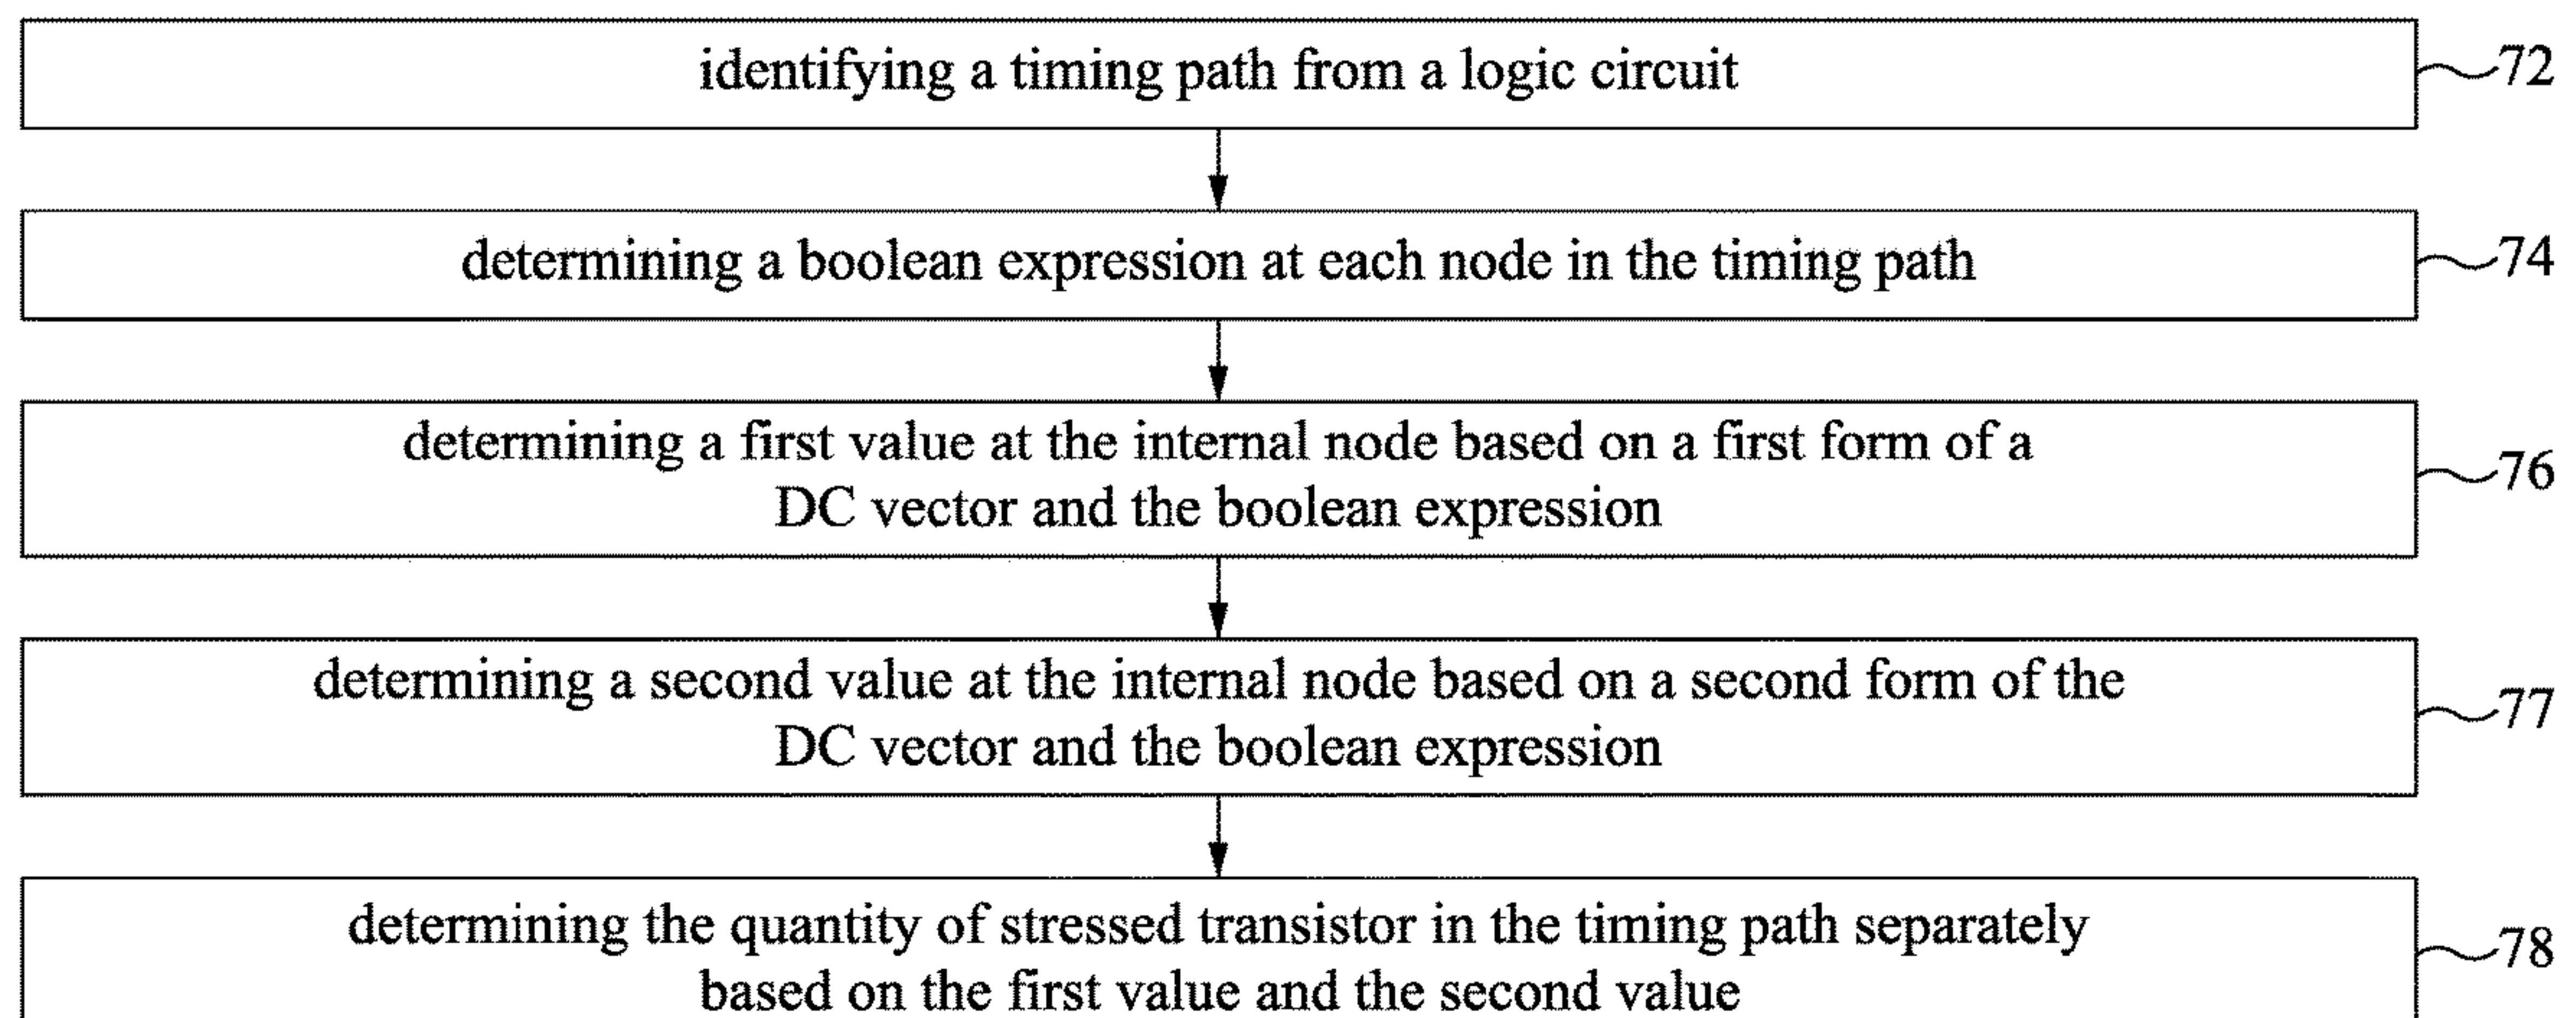 identifying a timing path from a logic circuit
72
determining a boolean expression at each node in the timing path
74
determining a first value at the internal node based on a first form of a
DC vector and the boolean expression
76
determining a second value at the internal node based on a second form of the
DC vector and the boolean expression
77
determining the quantity of stressed transistor in the timing path separately
based on the first value and the second value
78